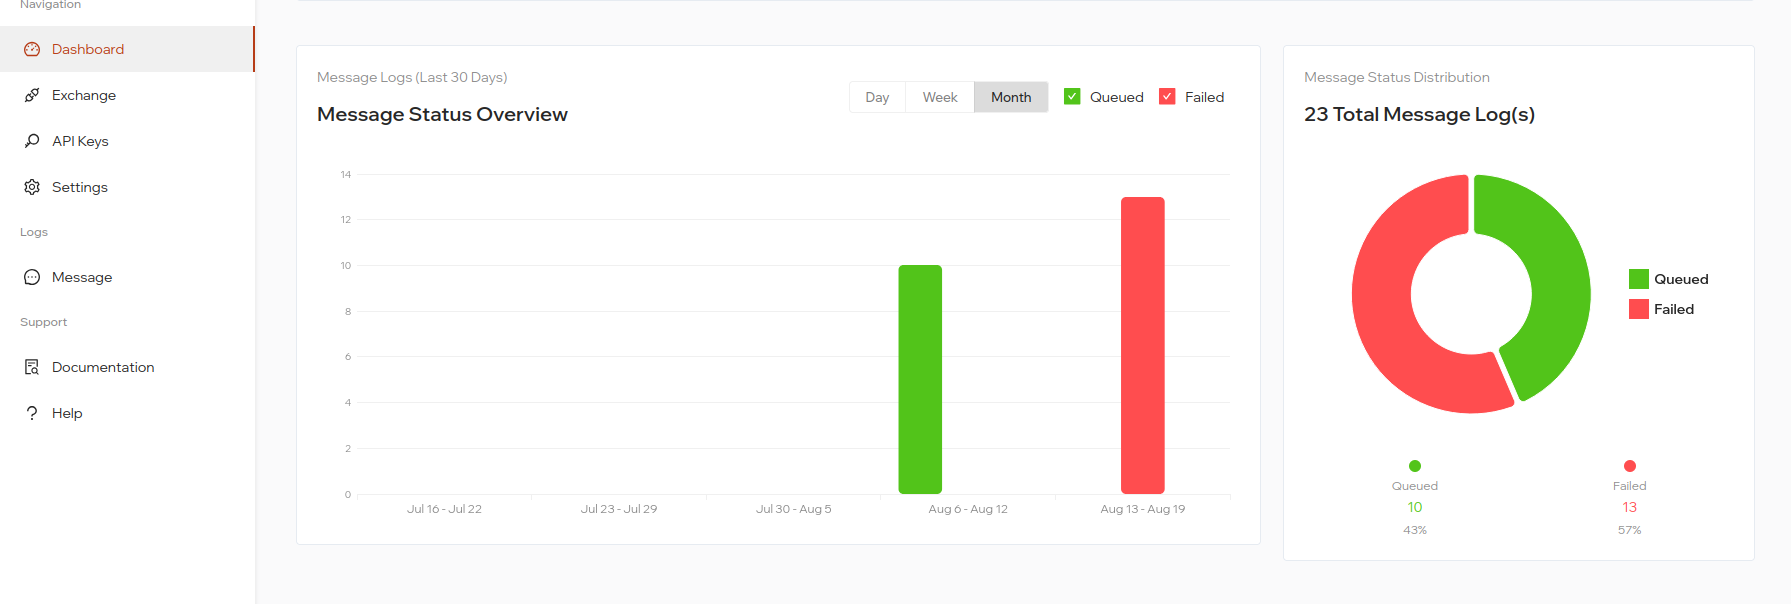 Navigation
Dashboard
Exchange
API Keys
Settings
Logs
Message
Support
Documentation
Help
Message Logs (Last 30 Days)
Message Status Overview
Day Week Month Queued Failed
14
12
10
8
6
4
2
0
Jul 16 - Jul 22 Jul 23 - Jul 29 Jul 30 - Aug 5 Aug 6 - Aug 12 Aug 13 - Aug 19
Message Status Distribution
23 Total Message Log(s)
Queued
Failed
Queued Failed
10 13
43% 57%